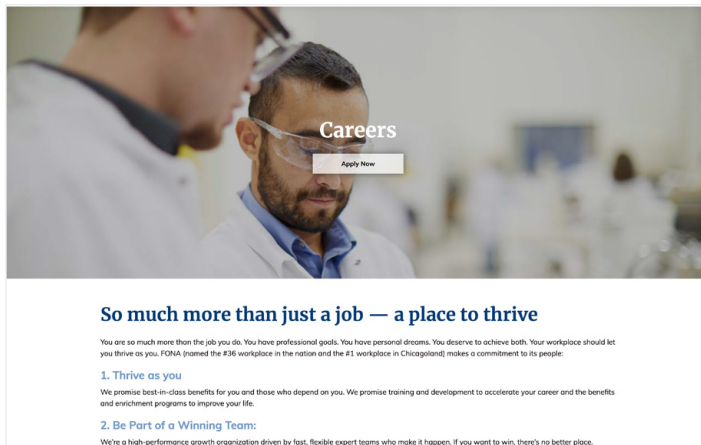 Careers
Apply Now
So much more than just a job — a place to thrive
You are so much more than the job you do. You have professional goals. You have personal dreams. You deserve to achieve both. Your workplace should let
you thrive as you. FONA (named the #36 workplace in the nation and the #1 workplace in Chicagoland) makes a commitment to its people:
1. Thrive as you
We promise best-in-class benefits for you and those who depend on you. We promise training and development to accelerate your career and the benefits
and enrichment programs to improve your life.
2. Be Part of a Winning Team:
We're a high-performance growth organization driven by fast, flexible expert teams who make it happen. If you want to win, there's no better place.